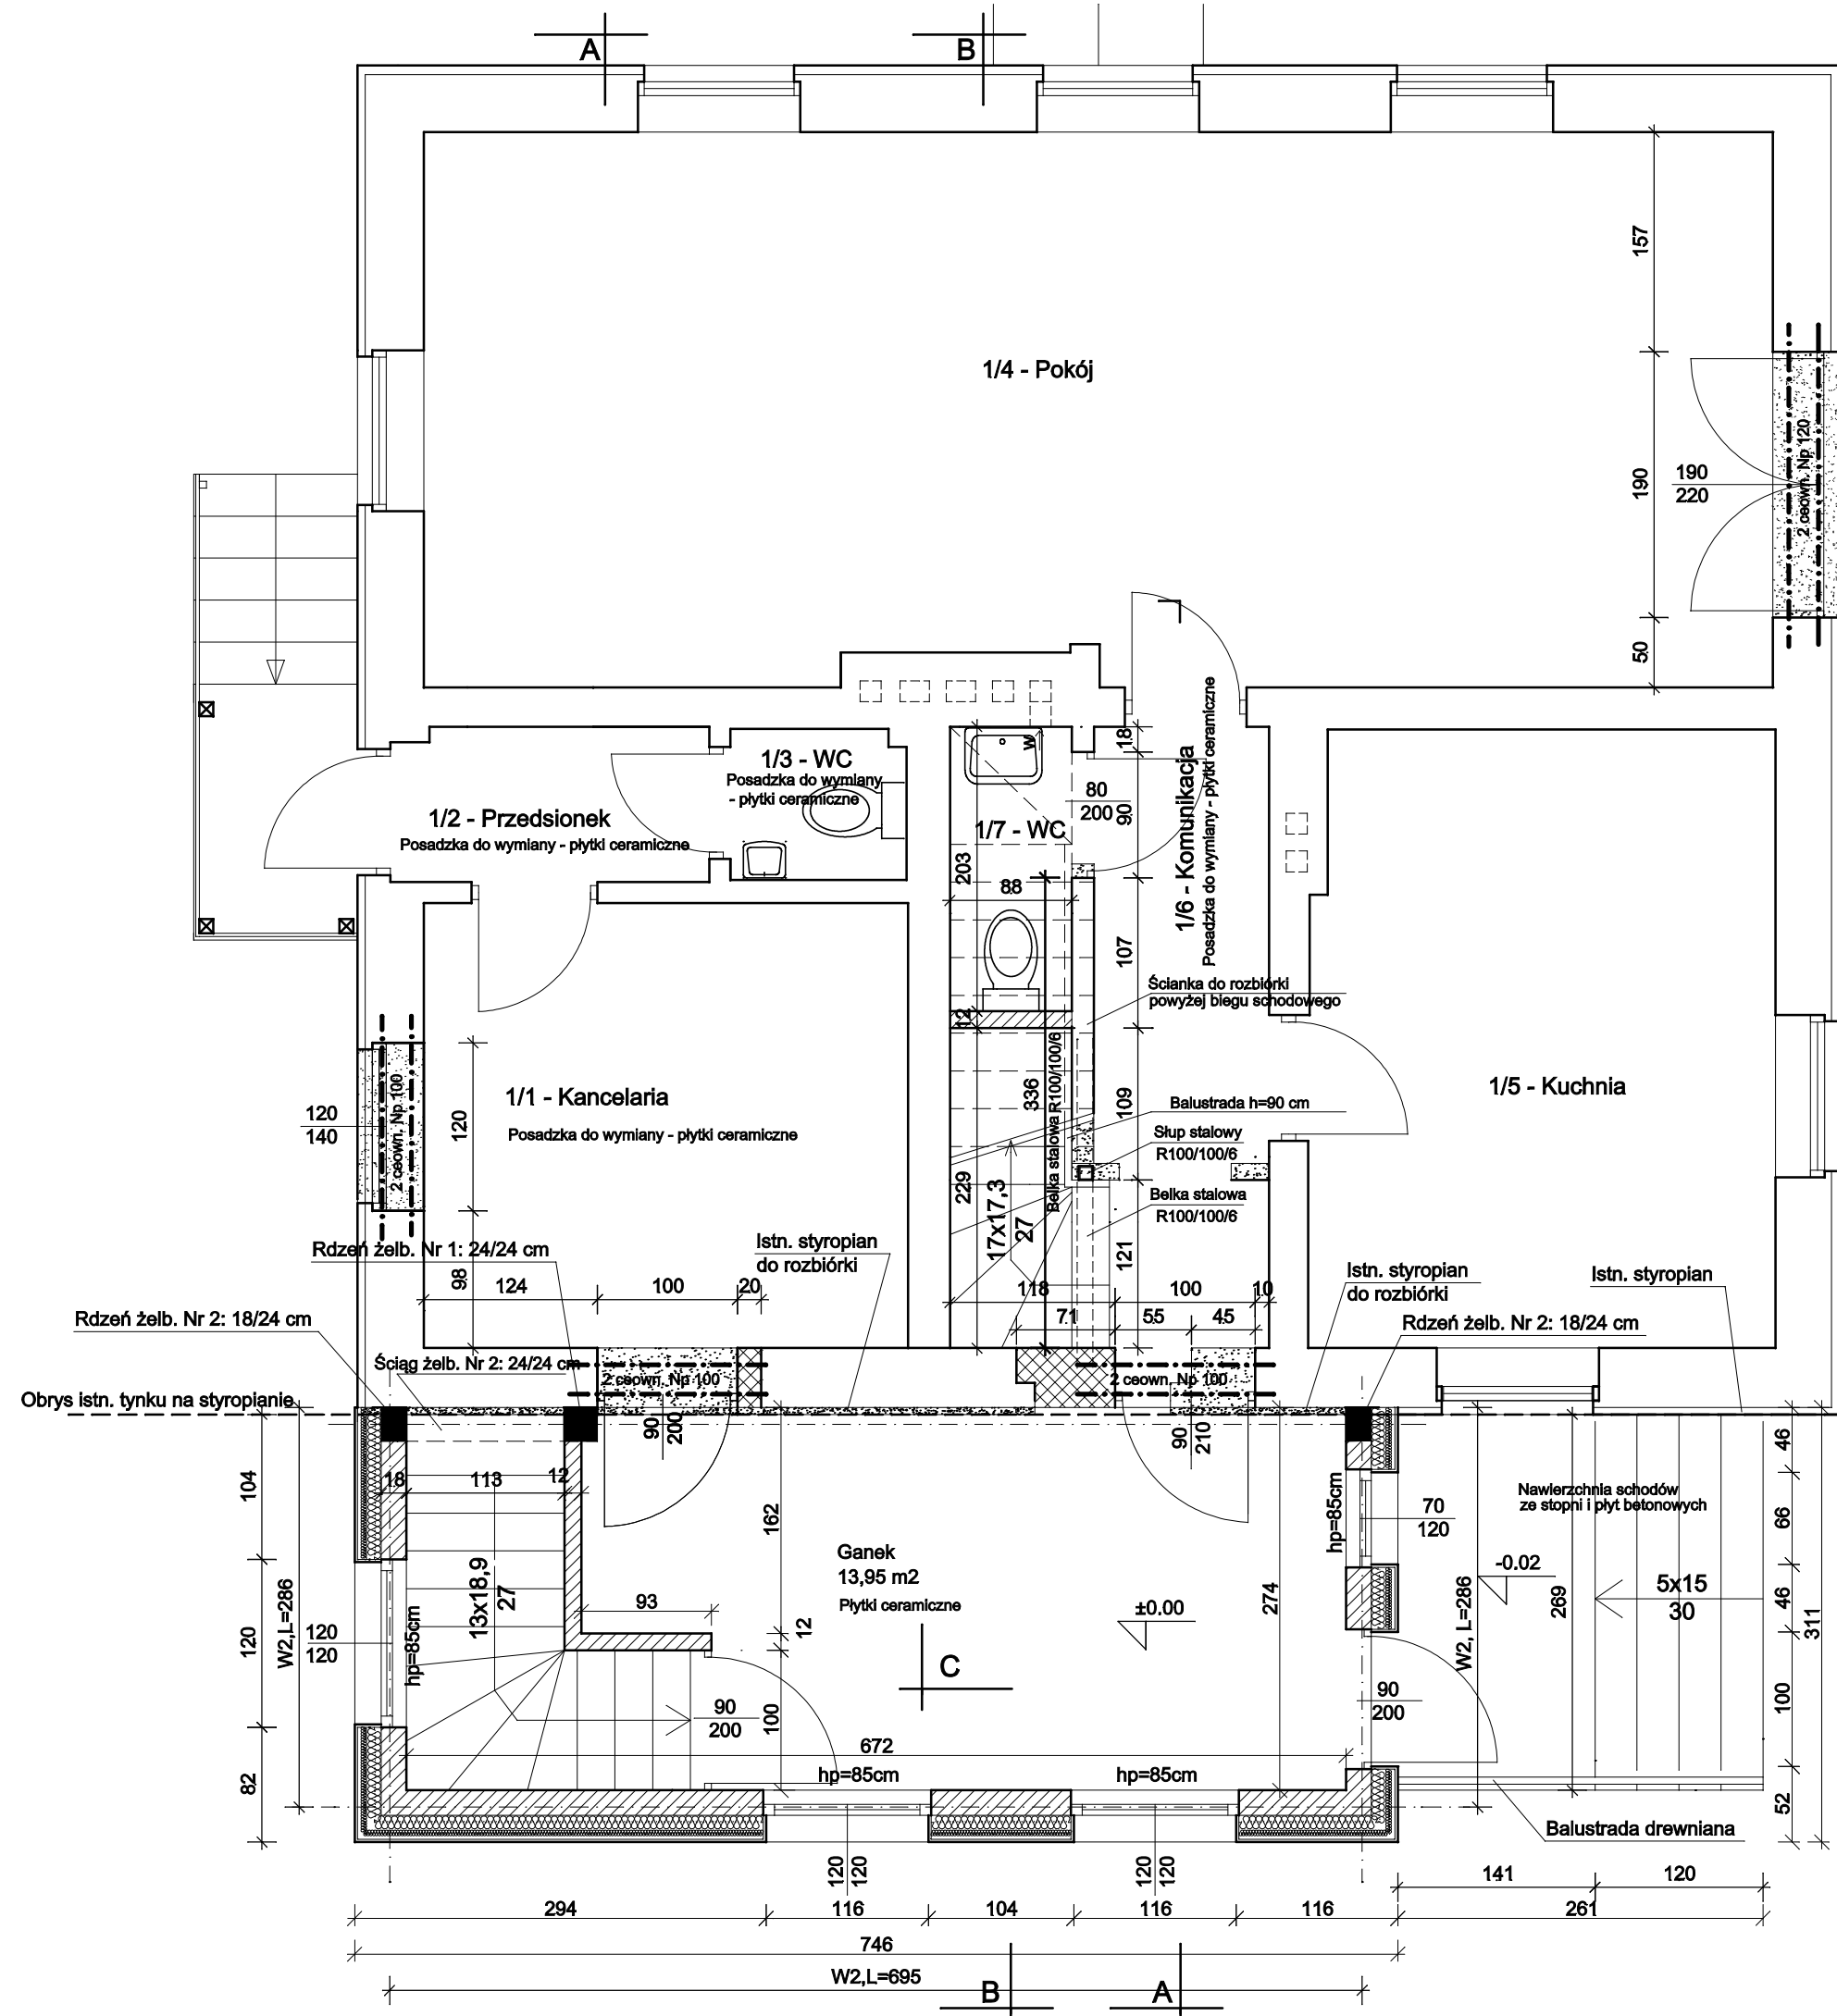 A
B
157
1/4 - Pokój
190
190
220
2 ceown. Np 120
50
1/3 - WC
Posadzka do wymiany
- płytki ceramiczne
1/2 - Przedsionek
Posadzka do wymiany - płytki ceramiczne
w
18
80
200
90
1/7 - WC
203
88
1/6 - Komunikacja
Posadzka do wymiany - płytki ceramiczne
107
Ścianka do rozbiórki
powyżej biegu schodowego
12
336
Belka stalowa R100/100/6
109
Balustrada h=90 cm
Słup stalowy
R100/100/6
Belka stalowa
R100/100/6
229
17x17,3
27
121
1/5 - Kuchnia
1/1 - Kancelaria
Posadzka do wymiany - płytki ceramiczne
120
140
2 ceown. Np 100
120
98
Rdzeń żelb. Nr 1: 24/24 cm
124
100
20
Istn. styropian
do rozbiórki
118
100
10
71
55
45
Istn. styropian
do rozbiórki
Istn. styropian
Rdzeń żelb. Nr 2: 18/24 cm
Rdzeń żelb. Nr 2: 18/24 cm
Ściąg żelb. Nr 2: 24/24 cm
2 ceown. Np 100
2 ceown. Np 100
Obrys istn. tynku na styropianie
90
200
90
210
104
18
113
12
162
hp=85cm
70
120
Nawierzchnia schodów
ze stopni i płyt betonowych
46
66
Ganek
13,95 m2
Płytki ceramiczne
13x18,9
27
93
12
274
±0.00
-0.02
W2, L=286
269
5x15
30
46
311
W2,L=286
120
120
120
hp=85cm
C
90
200
100
90
200
100
672
hp=85cm
hp=85cm
82
52
Balustrada drewniana
120
120
120
120
141
120
294
116
104
116
116
261
746
W2,L=695
B
A